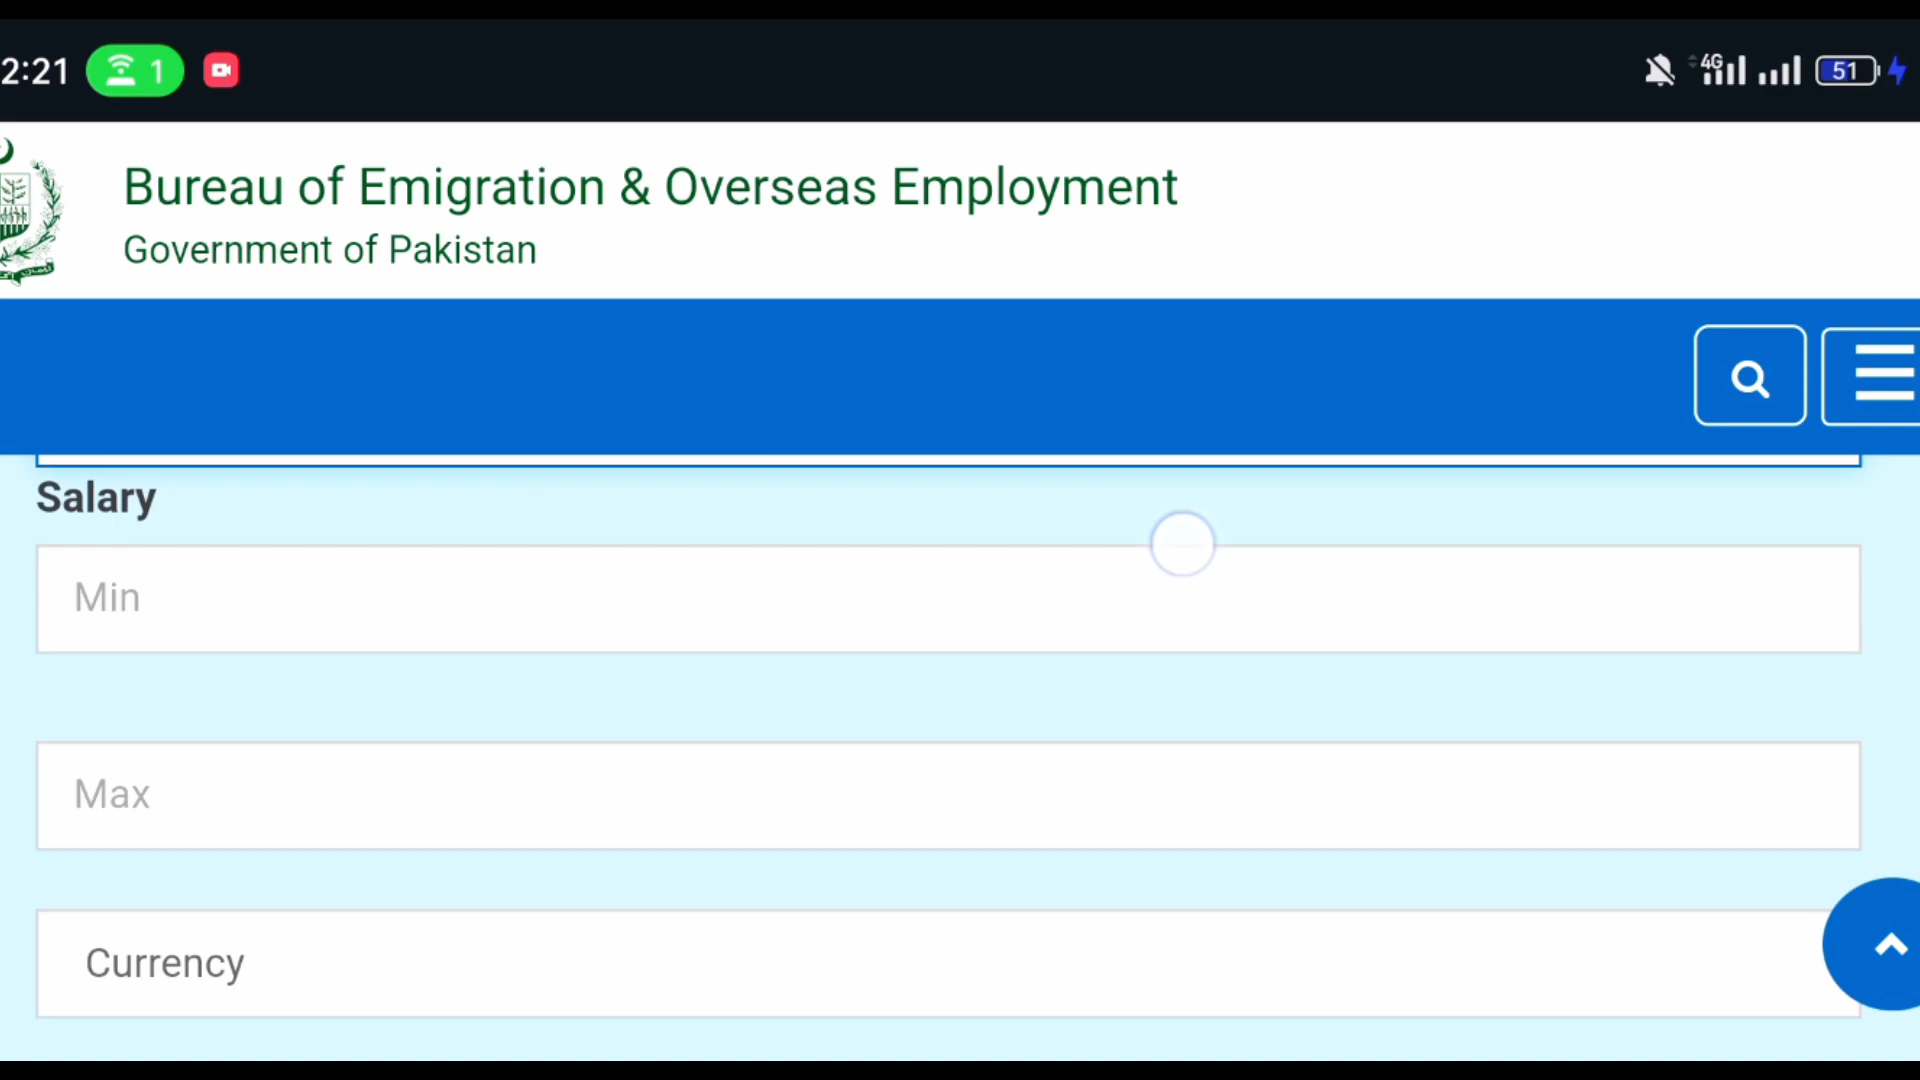 2:21
1
4G
51
Bureau of Emigration & Overseas Employment
Government of Pakistan
Salary
Min
Max
Currency